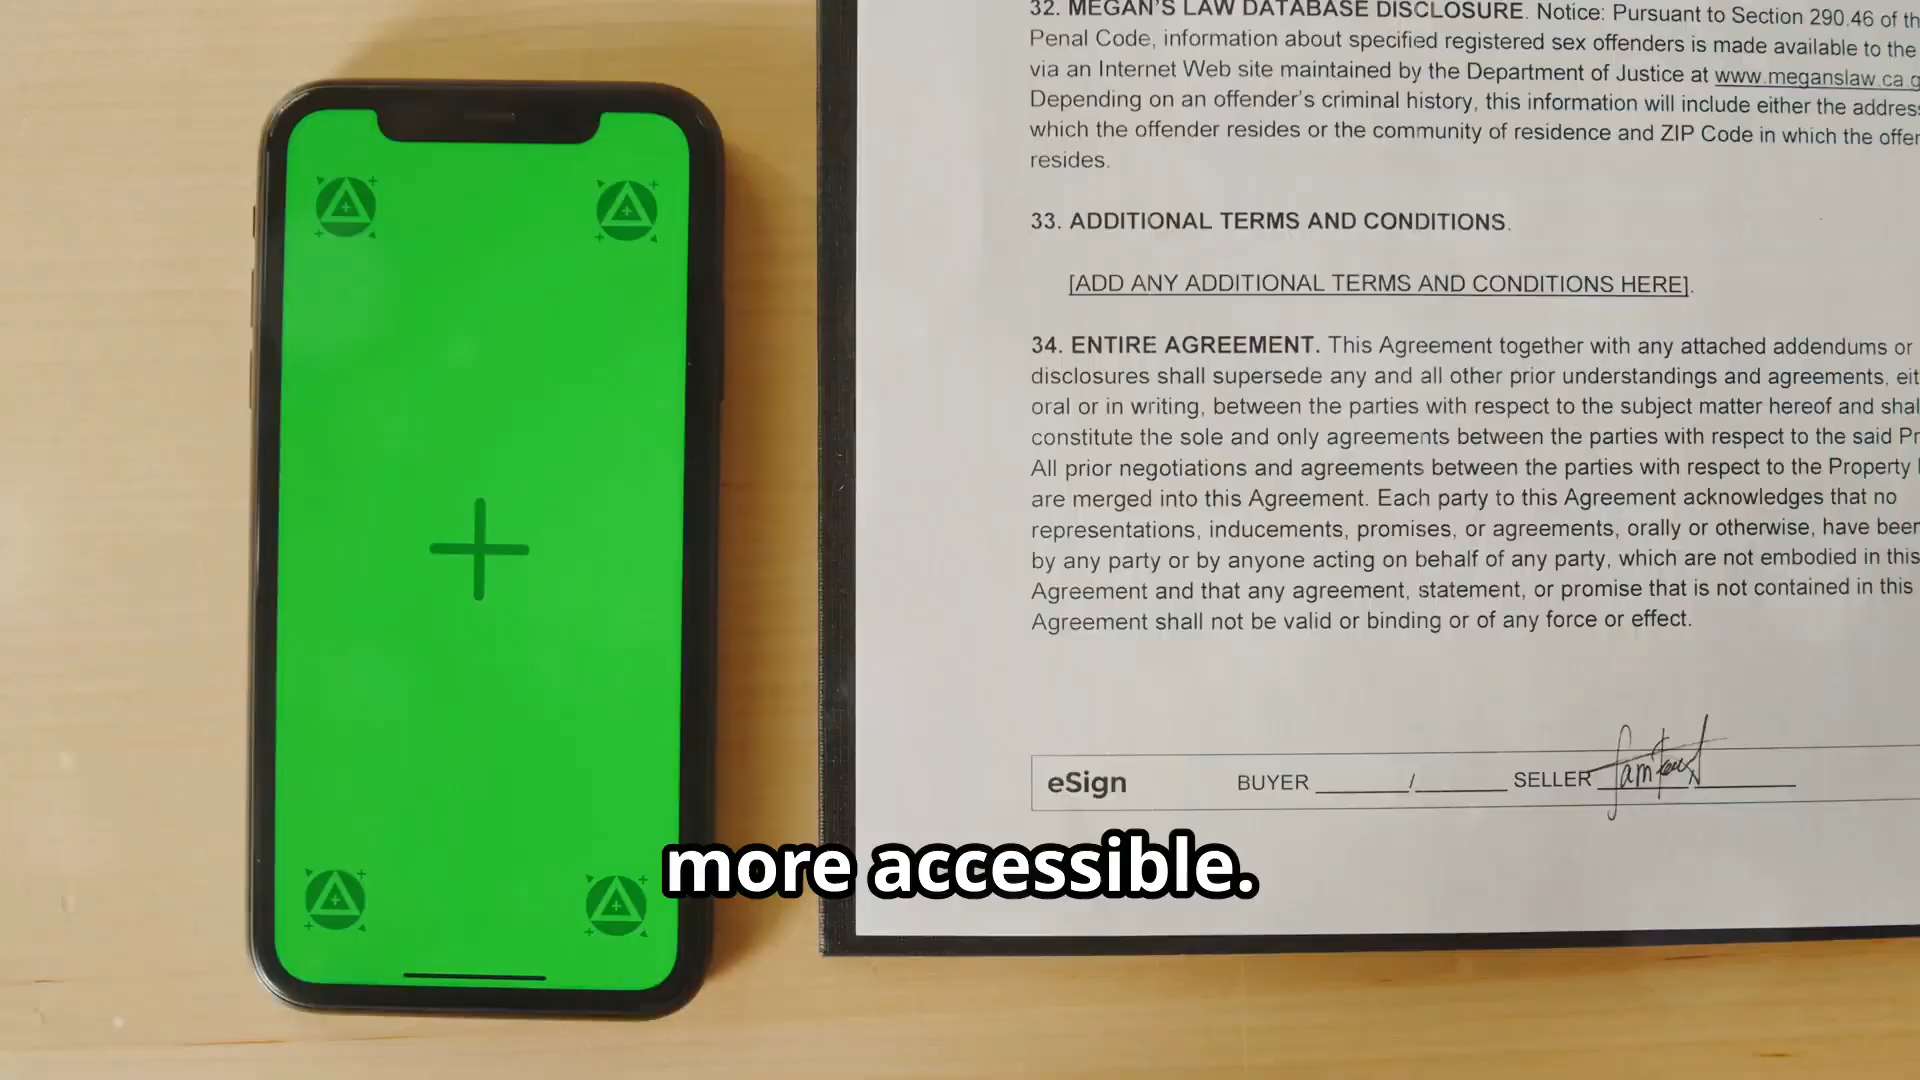 32. MEGAN'S LAW DATABASE DISCLOSURE. Notice: Pursuant to Section 290.46 of th
Penal Code, information about specified registered sex offenders is made available to the
via an Internet Web site maintained by the Department of Justice at www.meganslaw.ca.g
Depending on an offender's criminal history, this information will include either the addres
which the offender resides or the community of residence and ZIP Code in which the offer
resides.
33. ADDITIONAL TERMS AND CONDITIONS.
[ADD ANY ADDITIONAL TERMS AND CONDITIONS HERE].
34. ENTIRE AGREEMENT. This Agreement together with any attached addendums or
disclosures shall supersede any and all other prior understandings and agreements, eit
oral or in writing, between the parties with respect to the subject matter hereof and shal
constitute the sole and only agreements between the parties with respect to the said Pr
All prior negotiations and agreements between the parties with respect to the Property
are merged into this Agreement. Each party to this Agreement acknowledges that no
representations, inducements, promises, or agreements, orally or otherwise, have been
by any party or by anyone acting on behalf of any party, which are not embodied in this
Agreement and that any agreement, statement, or promise that is not contained in this
Agreement shall not be valid or binding or of any force or effect.
eSign BUYER ______/______ SELLER ______/______
more accessible.